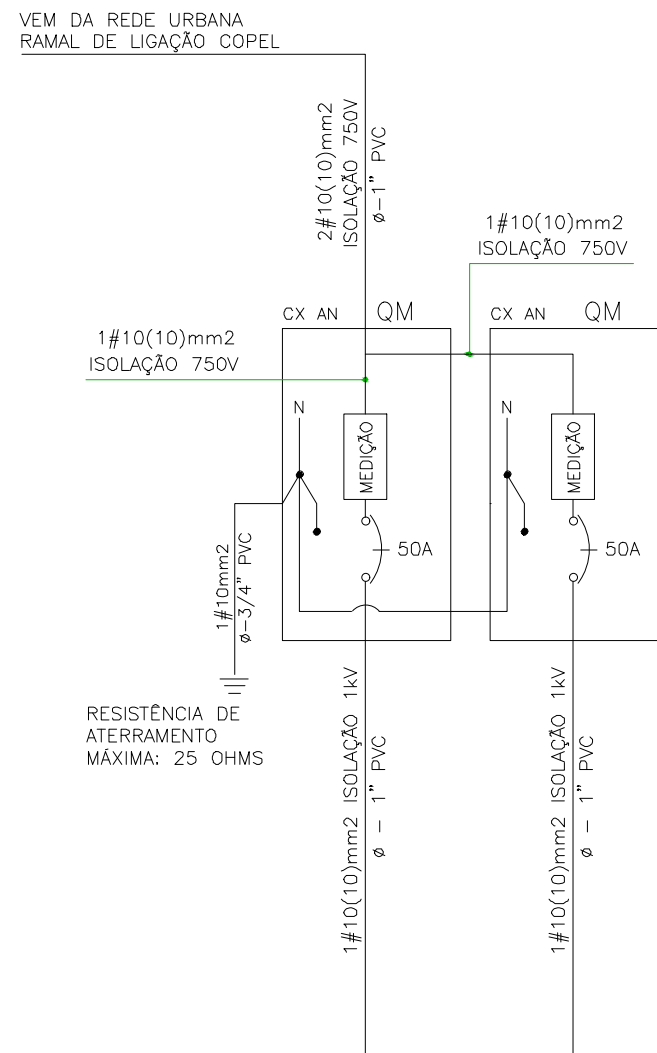 VEM DA REDE URBANA
RAMAL DE LIGAÇÃO COPEL
2#10(10)mm2
ISOLAÇÃO 750V
ø-1" PVC
1#10(10)mm2
ISOLAÇÃO 750V
CX AN QM
CX AN QM
1#10(10)mm2
ISOLAÇÃO 750V
N
MEDIÇÃO
N
MEDIÇÃO
50A
50A
1#10mm2
ø-3/4" PVC
RESISTÊNCIA DE
ATERRAMENTO
MÁXIMA: 25 OHMS
1#10(10)mm2 ISOLAÇÃO 1kV
ø - 1" PVC
1#10(10)mm2 ISOLAÇÃO 1kV
ø - 1" PVC